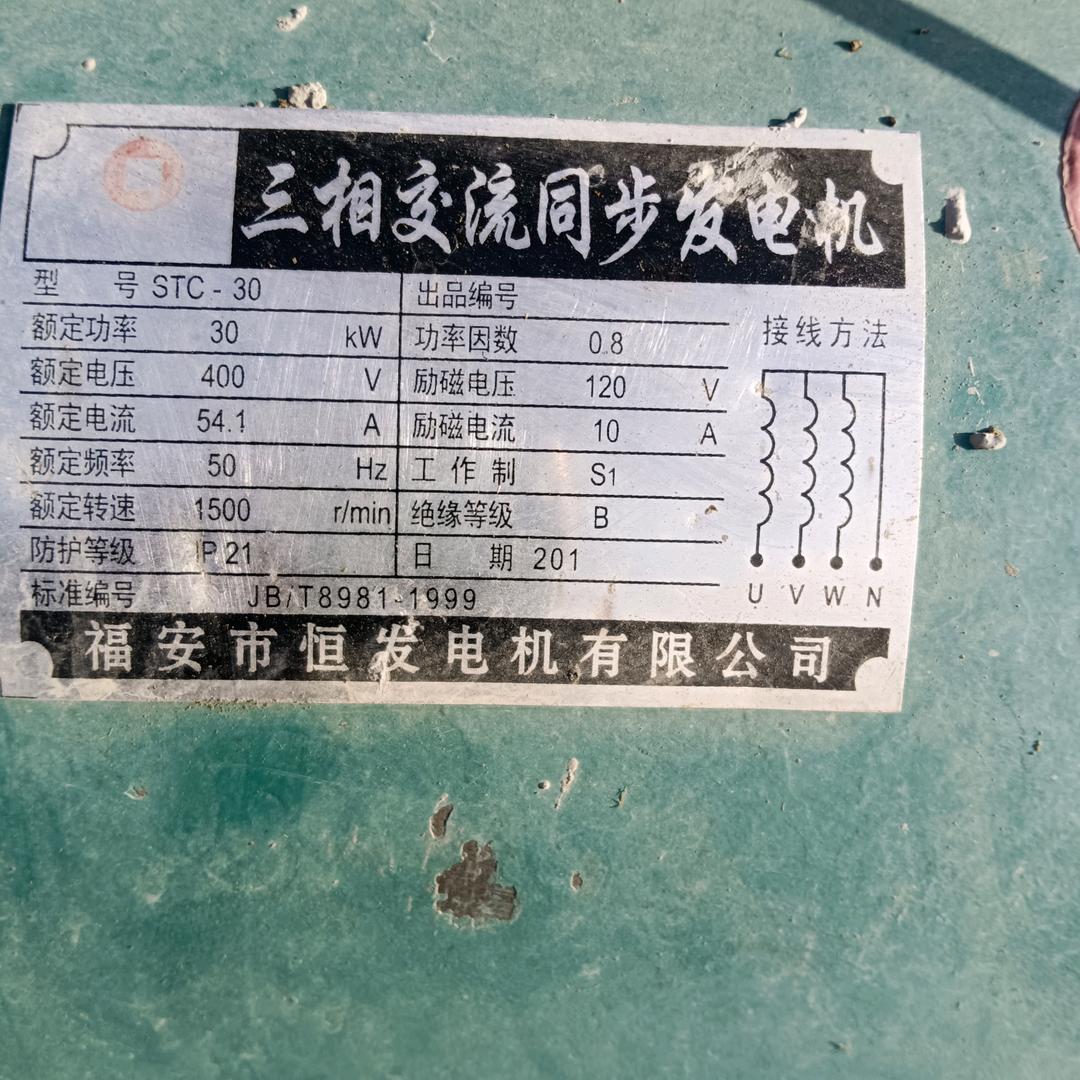 三相交流同步发电机
型 号 STC-30 出品编号
额定功率 30 kW 功率因数 0.8
额定电压 400 V 励磁电压 120 V
额定电流 54.1 A 励磁电流 10 A
额定频率 50 Hz 工作制 S1
额定转速 1500 r/min 绝缘等级 B
防护等级 IP21 日 期 201
标准编号 JB/T8981-1999
接线方法
U V W N
福安市恒发电机有限公司